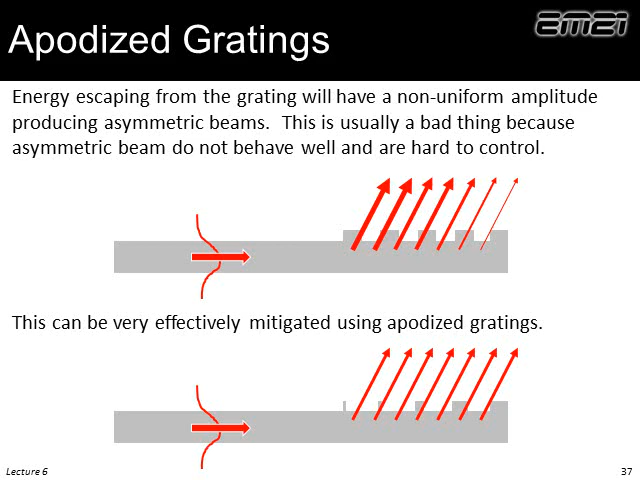 Apodized Gratings
EM21
Energy escaping from the grating will have a non-uniform amplitude
producing asymmetric beams.  This is usually a bad thing because
asymmetric beam do not behave well and are hard to control.
This can be very effectively mitigated using apodized gratings.
Lecture 6
37